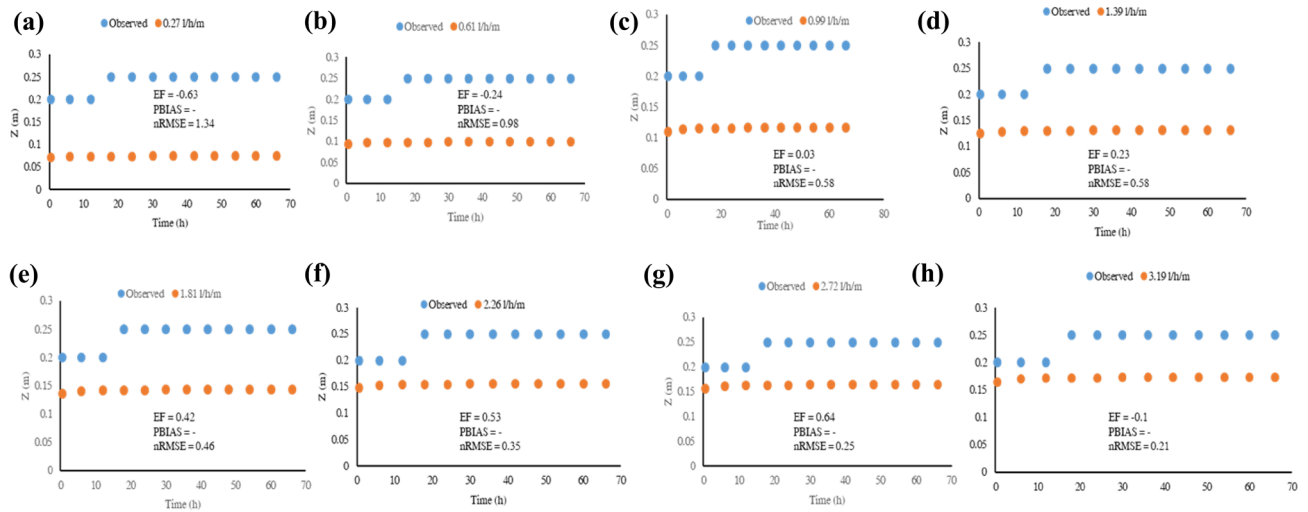 (a)
Observed 0.27 l/h/m
0.3
0.25
0.2
0.15
0.1
0.05
0
Z (m)
EF = -0.63
PBIAS = -
nRMSE = 1.34
0 10 20 30 40 50 60 70
Time (h)
(b)
Observed 0.61 l/h/m
0.3
0.25
0.2
0.15
0.1
0.05
0
Z (m)
EF = -0.24
PBIAS = -
nRMSE = 0.98
0 10 20 30 40 50 60 70
Time (h)
(c)
Observed 0.99 l/h/m
0.3
0.25
0.2
0.15
0.1
0.05
0
Z (m)
EF = 0.03
PBIAS = -
nRMSE = 0.58
0 20 40 60 80
Time (h)
(d)
Observed 1.39 l/h/m
0.3
0.25
0.2
0.15
0.1
0.05
0
Z (m)
EF = 0.23
PBIAS = -
nRMSE = 0.58
0 10 20 30 40 50 60 70
Time (h)
(e)
Observed 1.81 l/h/m
0.3
0.25
0.2
0.15
0.1
0.05
0
Z (m)
EF = 0.42
PBIAS = -
nRMSE = 0.46
0 10 20 30 40 50 60 70
Time (h)
(f)
Observed 2.26 l/h/m
0.3
0.25
0.2
0.15
0.1
0.05
0
Z (m)
EF = 0.53
PBIAS = -
nRMSE = 0.35
0 10 20 30 40 50 60 70
Time (h)
(g)
Observed 2.72 l/h/m
0.3
0.25
0.2
0.15
0.1
0.05
0
Z (m)
EF = 0.64
PBIAS = -
nRMSE = 0.25
0 10 20 30 40 50 60 70
Time (h)
(h)
Observed 3.19 l/h/m
0.3
0.25
0.2
0.15
0.1
0.05
0
Z (m)
EF = -0.1
PBIAS = -
nRMSE = 0.21
0 10 20 30 40 50 60 70
Time (h)